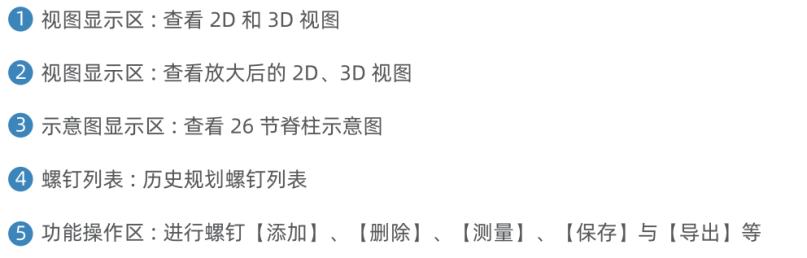 1 视图显示区：查看 2D 和 3D 视图
2 视图显示区：查看放大后的 2D、3D 视图
3 示意图显示区：查看 26 节脊柱示意图
4 螺钉列表：历史规划螺钉列表
5 功能操作区：进行螺钉【添加】、【删除】、【测量】、【保存】与【导出】等